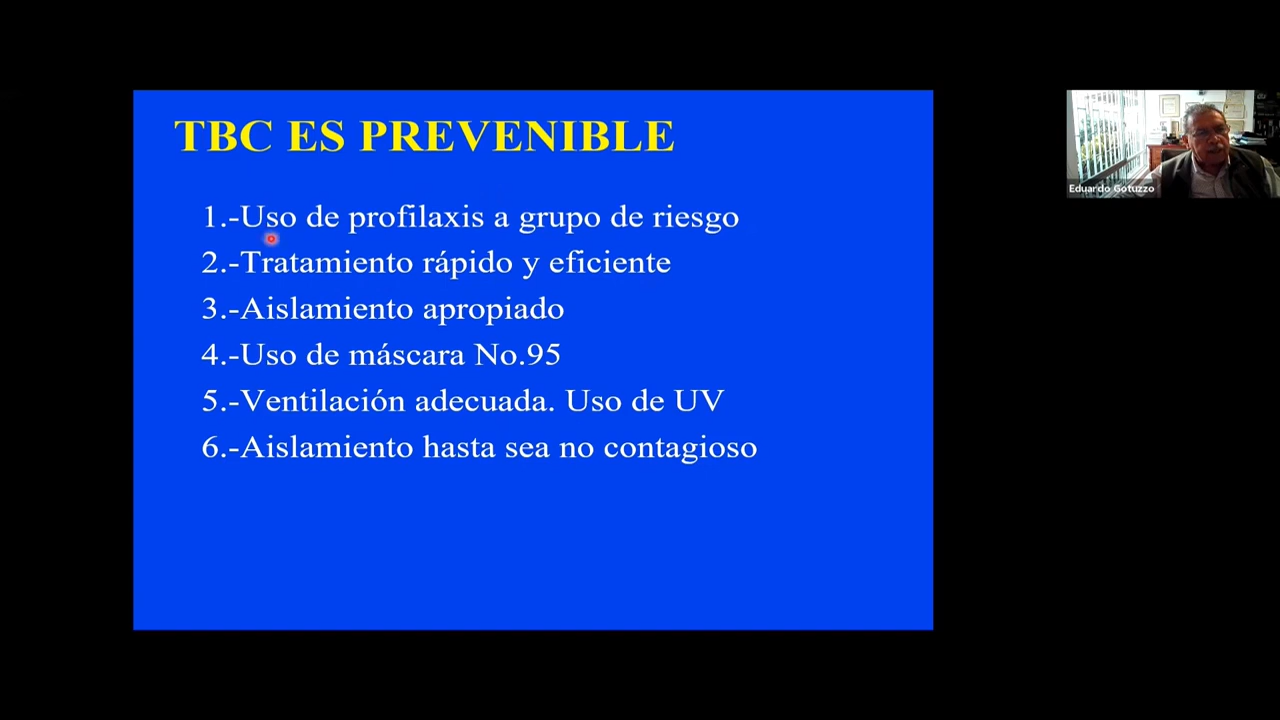 TBC ES PREVENIBLE
1.-Uso de profilaxis a grupo de riesgo
2.-Tratamiento rápido y eficiente
3.-Aislamiento apropiado
4.-Uso de máscara No.95
5.-Ventilación adecuada. Uso de UV
6.-Aislamiento hasta sea no contagioso
Eduardo Gotuzzo